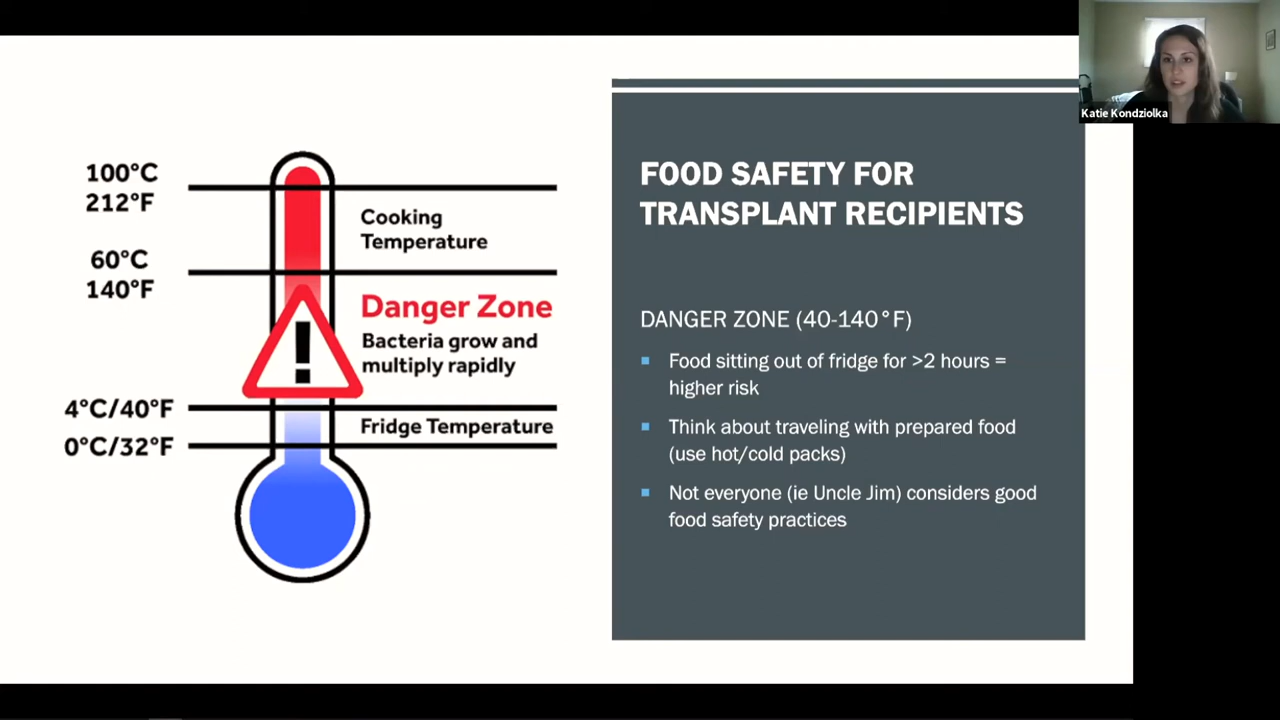 Katie Kondziolka
100°C
212°F
60°C
140°F
4°C/40°F
0°C/32°F
Cooking
Temperature
Danger Zone
Bacteria grow and
multiply rapidly
!
Fridge Temperature
FOOD SAFETY FOR
TRANSPLANT RECIPIENTS
DANGER ZONE (40-140°F)
▪ Food sitting out of fridge for >2 hours =
higher risk
▪ Think about traveling with prepared food
(use hot/cold packs)
▪ Not everyone (ie Uncle Jim) considers good
food safety practices